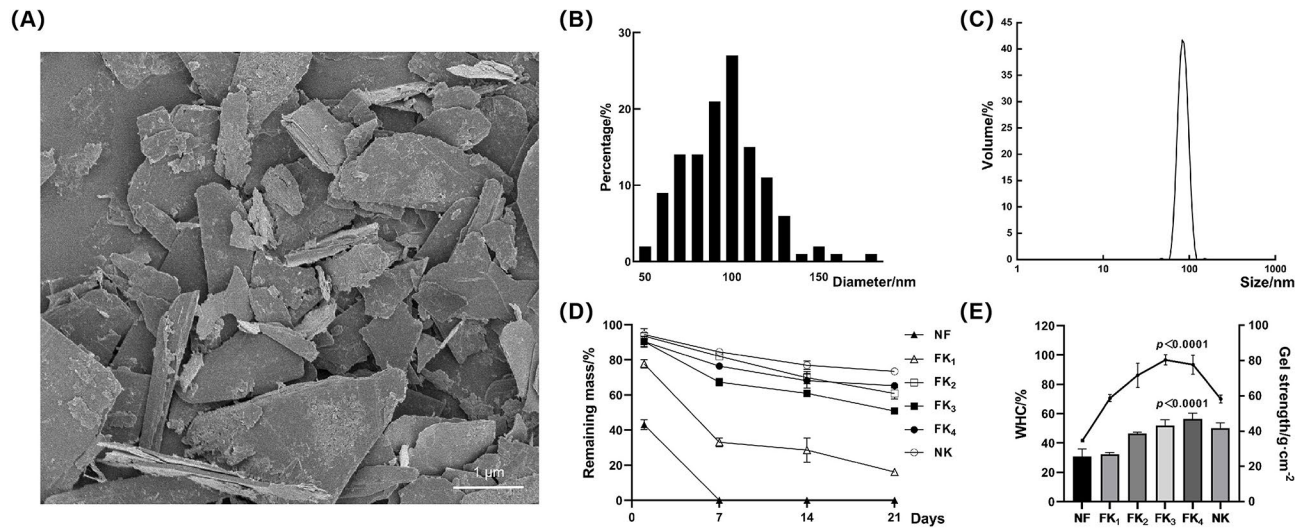 (A)
1 μm
(B)
Percentage/%
30
20
10
0
50
100
150
Diameter/nm
(C)
Volume/%
45
40
35
30
25
20
15
10
5
0
1
10
100
1000
Size/nm
(D)
Remaining mass/%
100
80
60
40
20
0
0
7
14
21
Days
NF
FK₁
FK₂
FK₃
FK₄
NK
(E)
WHC/%
120
100
80
60
40
20
0
p<0.0001
p<0.0001
100
80
60
40
20
0
Gel strength/g·cm⁻²
NF
FK₁
FK₂
FK₃
FK₄
NK